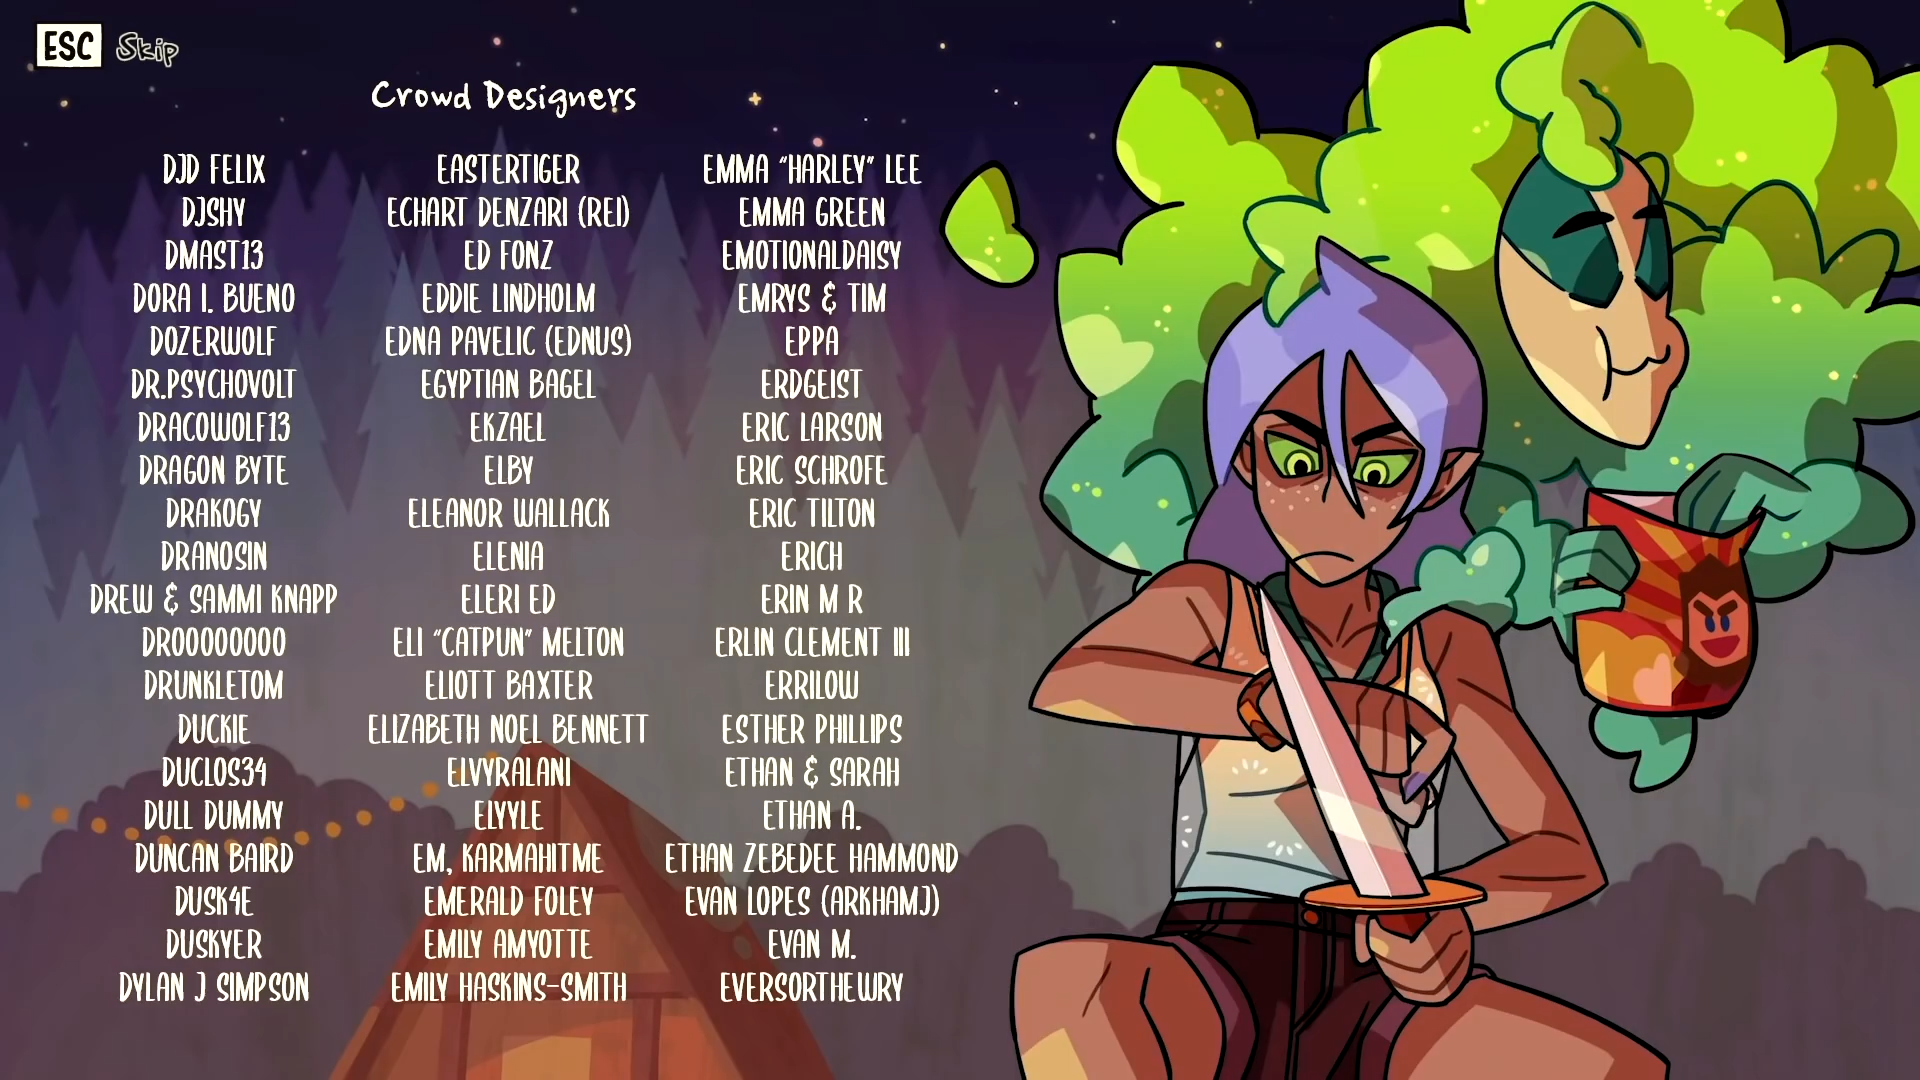 ESC Skip
Crowd Designers
DJD FELIX
DJSHY
DMAST13
DORA I. BUENO
DOZERWOLF
DR.PSYCHOVOLT
DRACOWOLF13
DRAGON BYTE
DRAKOGY
DRANOSIN
DREW & SAMMI KNAPP
DROOOOOOOO
DRUNKLETOM
DUCKIE
DUCLOS34
DULL DUMMY
DUNCAN BAIRD
DUSK4E
DUSKYER
DYLAN J SIMPSON
EASTERTIGER
ECHART DENZARI (REI)
ED FONZ
EDDIE LINDHOLM
EDNA PAVELIC (EDNUS)
EGYPTIAN BAGEL
EKZAEL
ELBY
ELEANOR WALLACK
ELENIA
ELERI ED
ELI "CATPUN" MELTON
ELIOTT BAXTER
ELIZABETH NOEL BENNETT
ELVYRALANI
ELYYLE
EM, KARMAHITME
EMERALD FOLEY
EMILY AMYOTTE
EMILY HASKINS-SMITH
EMMA "HARLEY" LEE
EMMA GREEN
EMOTIONALDAISY
EMRYS & TIM
EPPA
ERDGEIST
ERIC LARSON
ERIC SCHROFE
ERIC TILTON
ERICH
ERIN M R
ERLIN CLEMENT III
ERRILOW
ESTHER PHILLIPS
ETHAN & SARAH
ETHAN A.
ETHAN ZEBEDEE HAMMOND
EVAN LOPES (ARKHAMJ)
EVAN M.
EVERSORTHEWRY